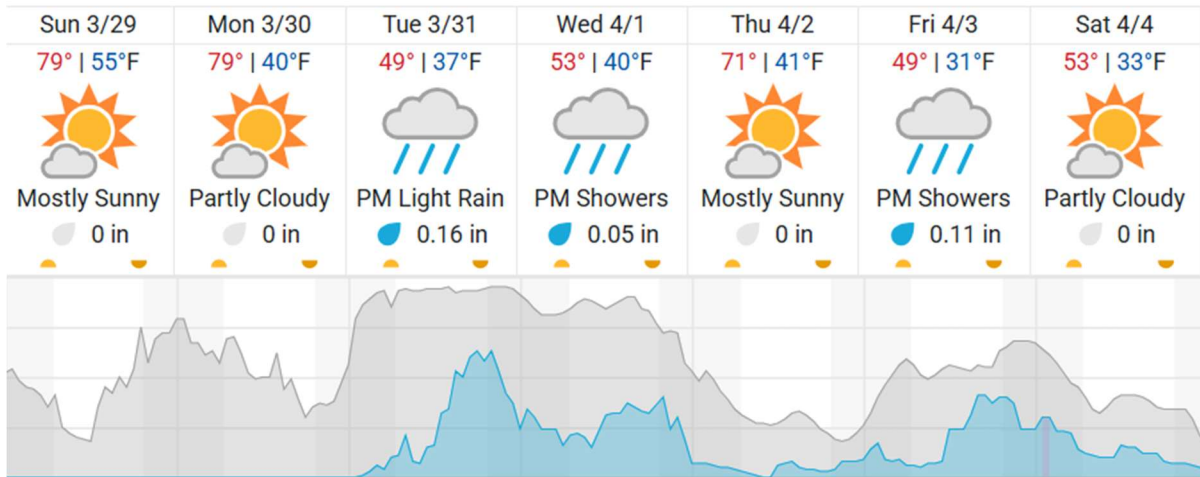 Sun 3/29 Mon 3/30 Tue 3/31 Wed 4/1 Thu 4/2 Fri 4/3 Sat 4/4
79° | 55°F 79° | 40°F 49° | 37°F 53° | 40°F 71° | 41°F 49° | 31°F 53° | 33°F
Mostly Sunny Partly Cloudy PM Light Rain PM Showers Mostly Sunny PM Showers Partly Cloudy
0 in 0 in 0.16 in 0.05 in 0 in 0.11 in 0 in